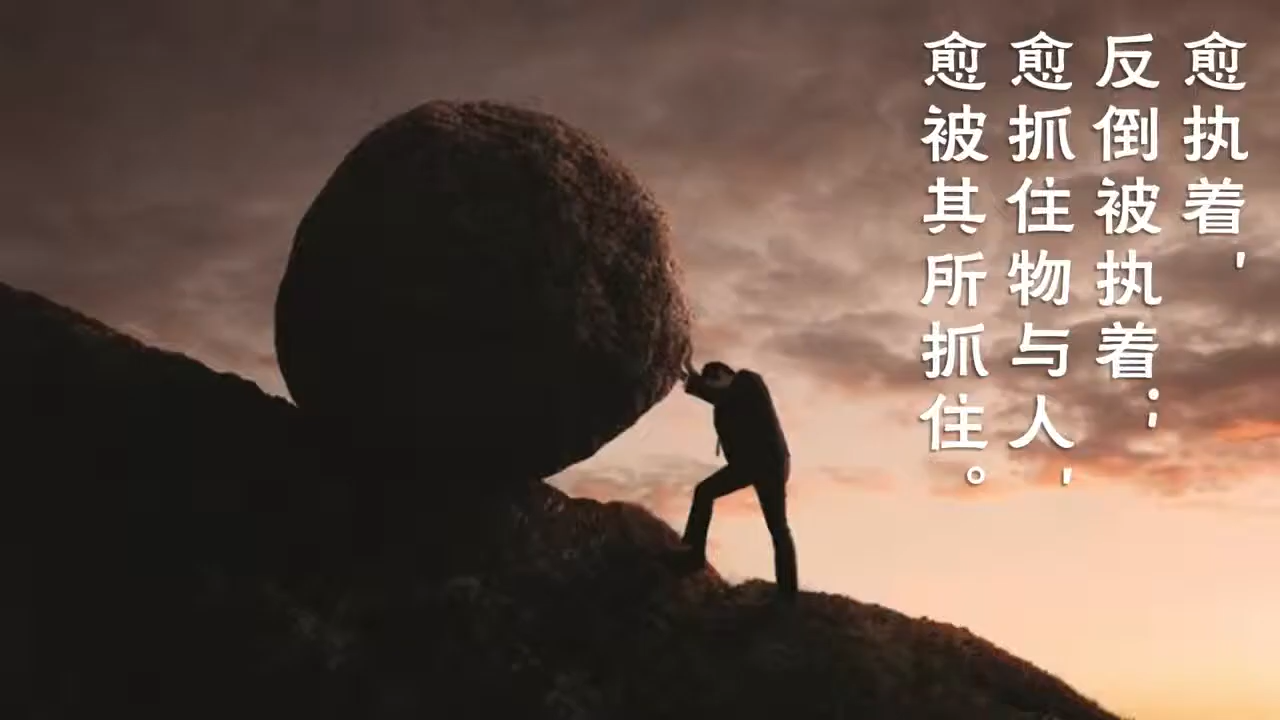 愈执着，
反倒被执着；
愈抓住物与人，
愈被其所抓住。